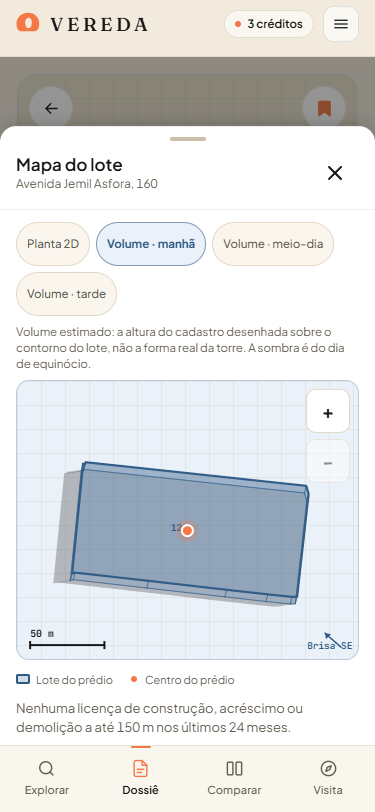 VEREDA
3 créditos
Mapa do lote
Avenida Jemil Asfora, 160
Planta 2D
Volume · manhã
Volume · meio-dia
Volume · tarde
Volume estimado: a altura do cadastro desenhada sobre o
contorno do lote, não a forma real da torre. A sombra é do dia
de equinócio.
+
−
50 m
Brisa SE
Lote do prédio
Centro do prédio
Nenhuma licença de construção, acréscimo ou
demolição a até 150 m nos últimos 24 meses.
Explorar
Dossiê
Comparar
Visita